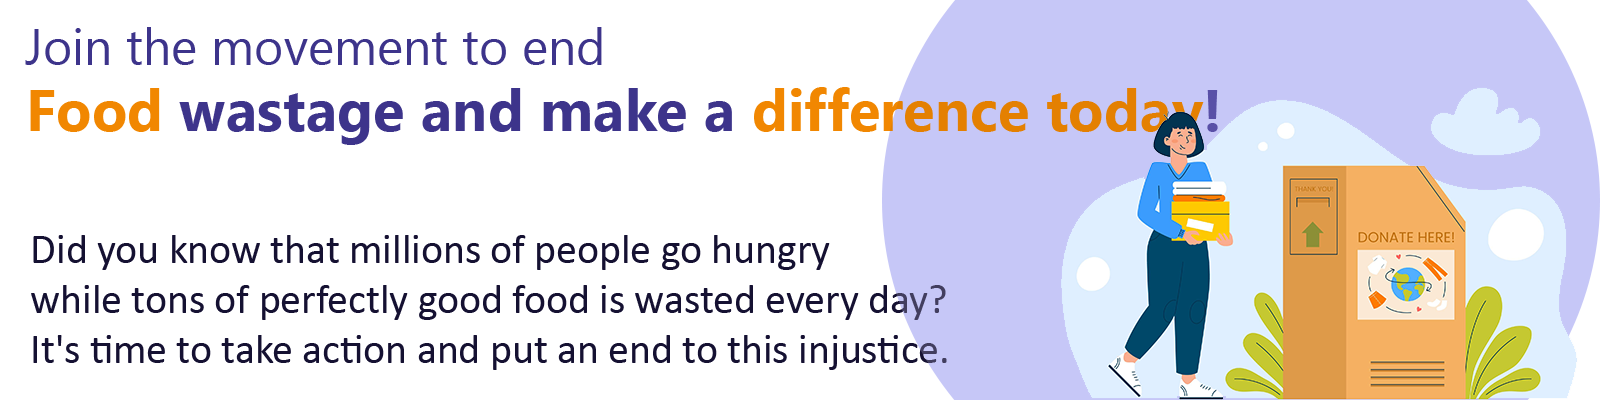 Join the movement to end
Food wastage and make a difference today!
Did you know that millions of people go hungry
while tons of perfectly good food is wasted every day?
It's time to take action and put an end to this injustice.
THANK YOU!
DONATE HERE!